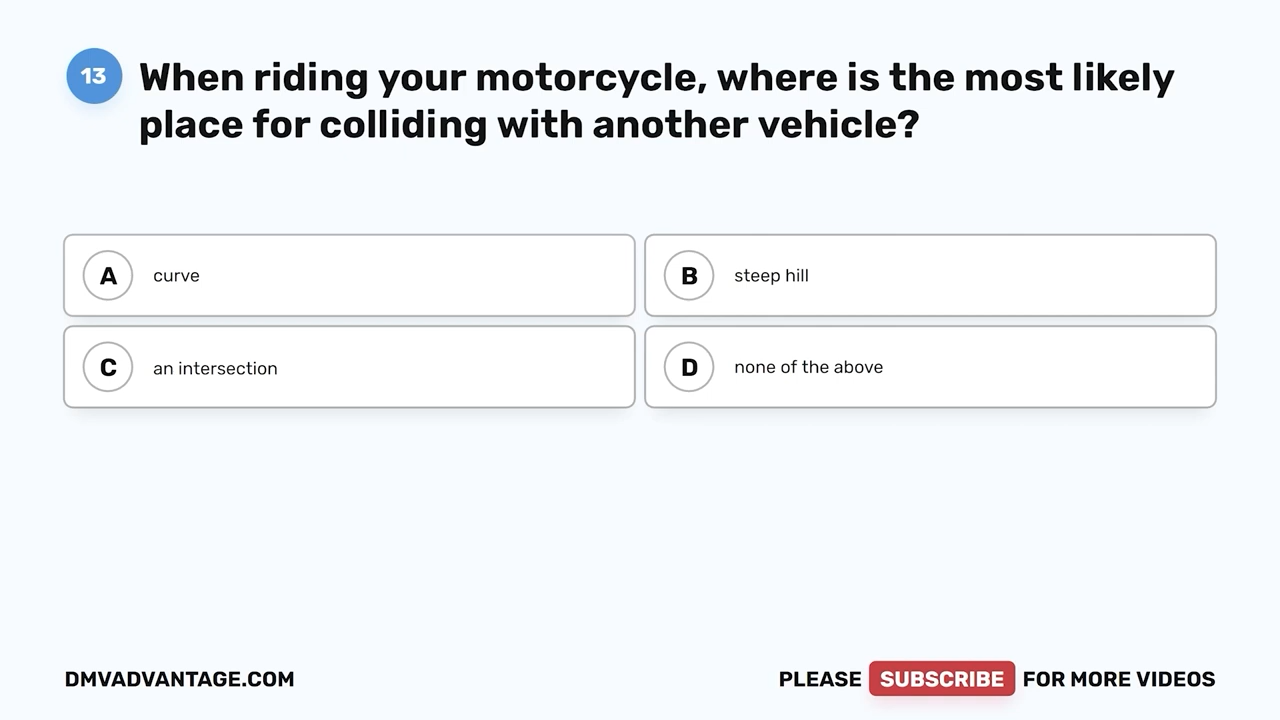 13
When riding your motorcycle, where is the most likely
place for colliding with another vehicle?
A curve
B steep hill
C an intersection
D none of the above
DMVADVANTAGE.COM
PLEASE SUBSCRIBE FOR MORE VIDEOS